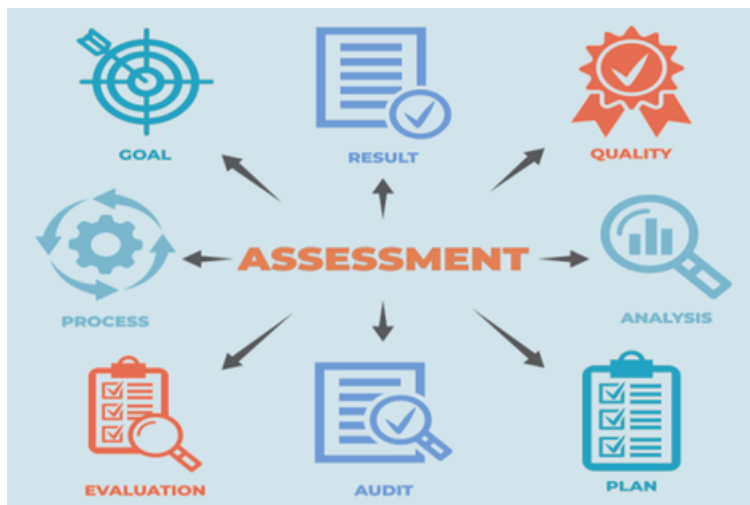 GOAL
RESULT
QUALITY
PROCESS
ASSESSMENT
ANALYSIS
EVALUATION
AUDIT
PLAN